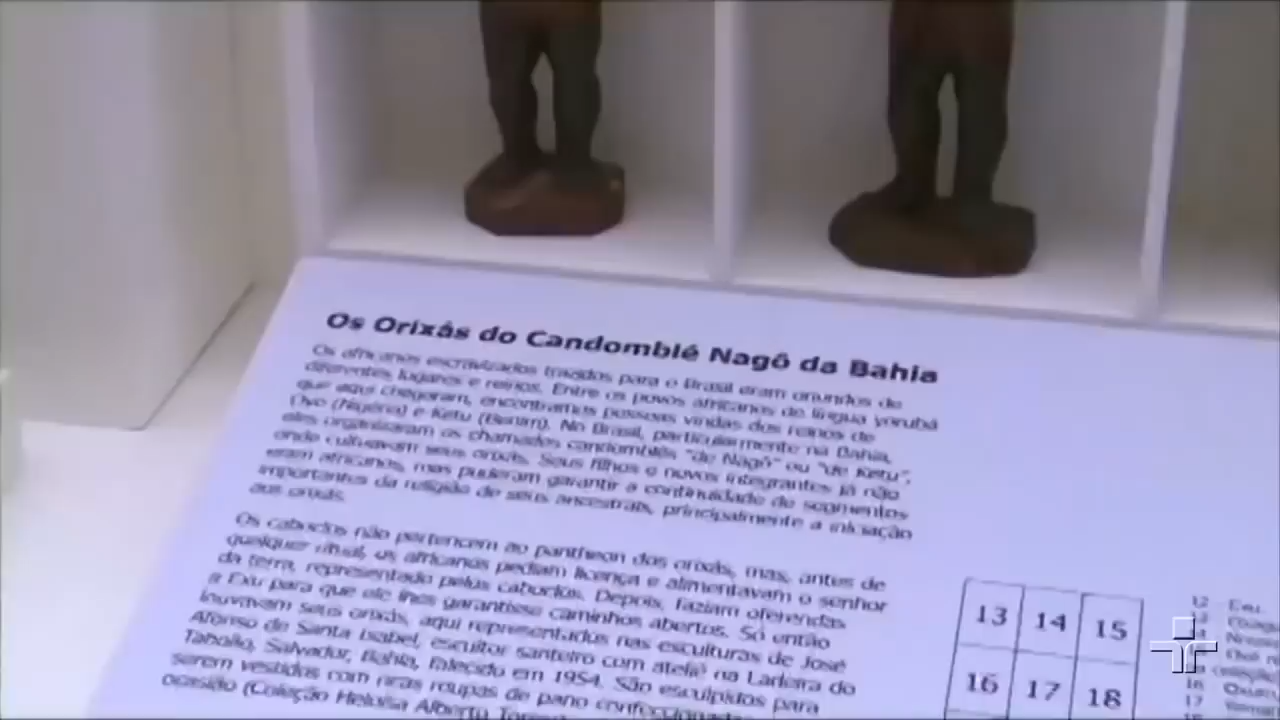 Os Orixás do Candomblé Nagô da Bahia
Os africanos escravizados trazidos para o Brasil eram oriundos de
diferentes lugares e reinos. Entre os povos africanos de língua yorubá
que aqui chegaram, encontramos pessoas vindas dos reinos de
Oyo (Nigéria) e Ketu (Benim). No Brasil, particularmente na Bahia,
eles organizaram os chamados candomblés "de Nagô" ou "de Ketu",
onde cultuavam seus orixás. Seus filhos e novos integrantes já não
eram africanos, mas puderam garantir a continuidade de segmentos
importantes da religião de seus ancestrais, principalmente a iniciação
aos orixás.
Os caboclos não pertencem ao pantheon dos orixás, mas, antes de
qualquer ritual, os africanos pediam licença e alimentavam o senhor
da terra, representado pelos caboclos. Depois, faziam oferendas
a Exu para que ele lhes garantisse caminhos abertos. Só então
louvavam seus orixás, aqui representados nas esculturas de José
Afonso de Santa Isabel, escultor santeiro com ateliê na Ladeira do
Taboão, Salvador, Bahia, falecido em 1954. São esculpidos para
serem vestidos com ricas roupas de pano confeccionadas
ocasião (Coleção Heloisa Alberto
13 14 15
16 17 18
12
16
17